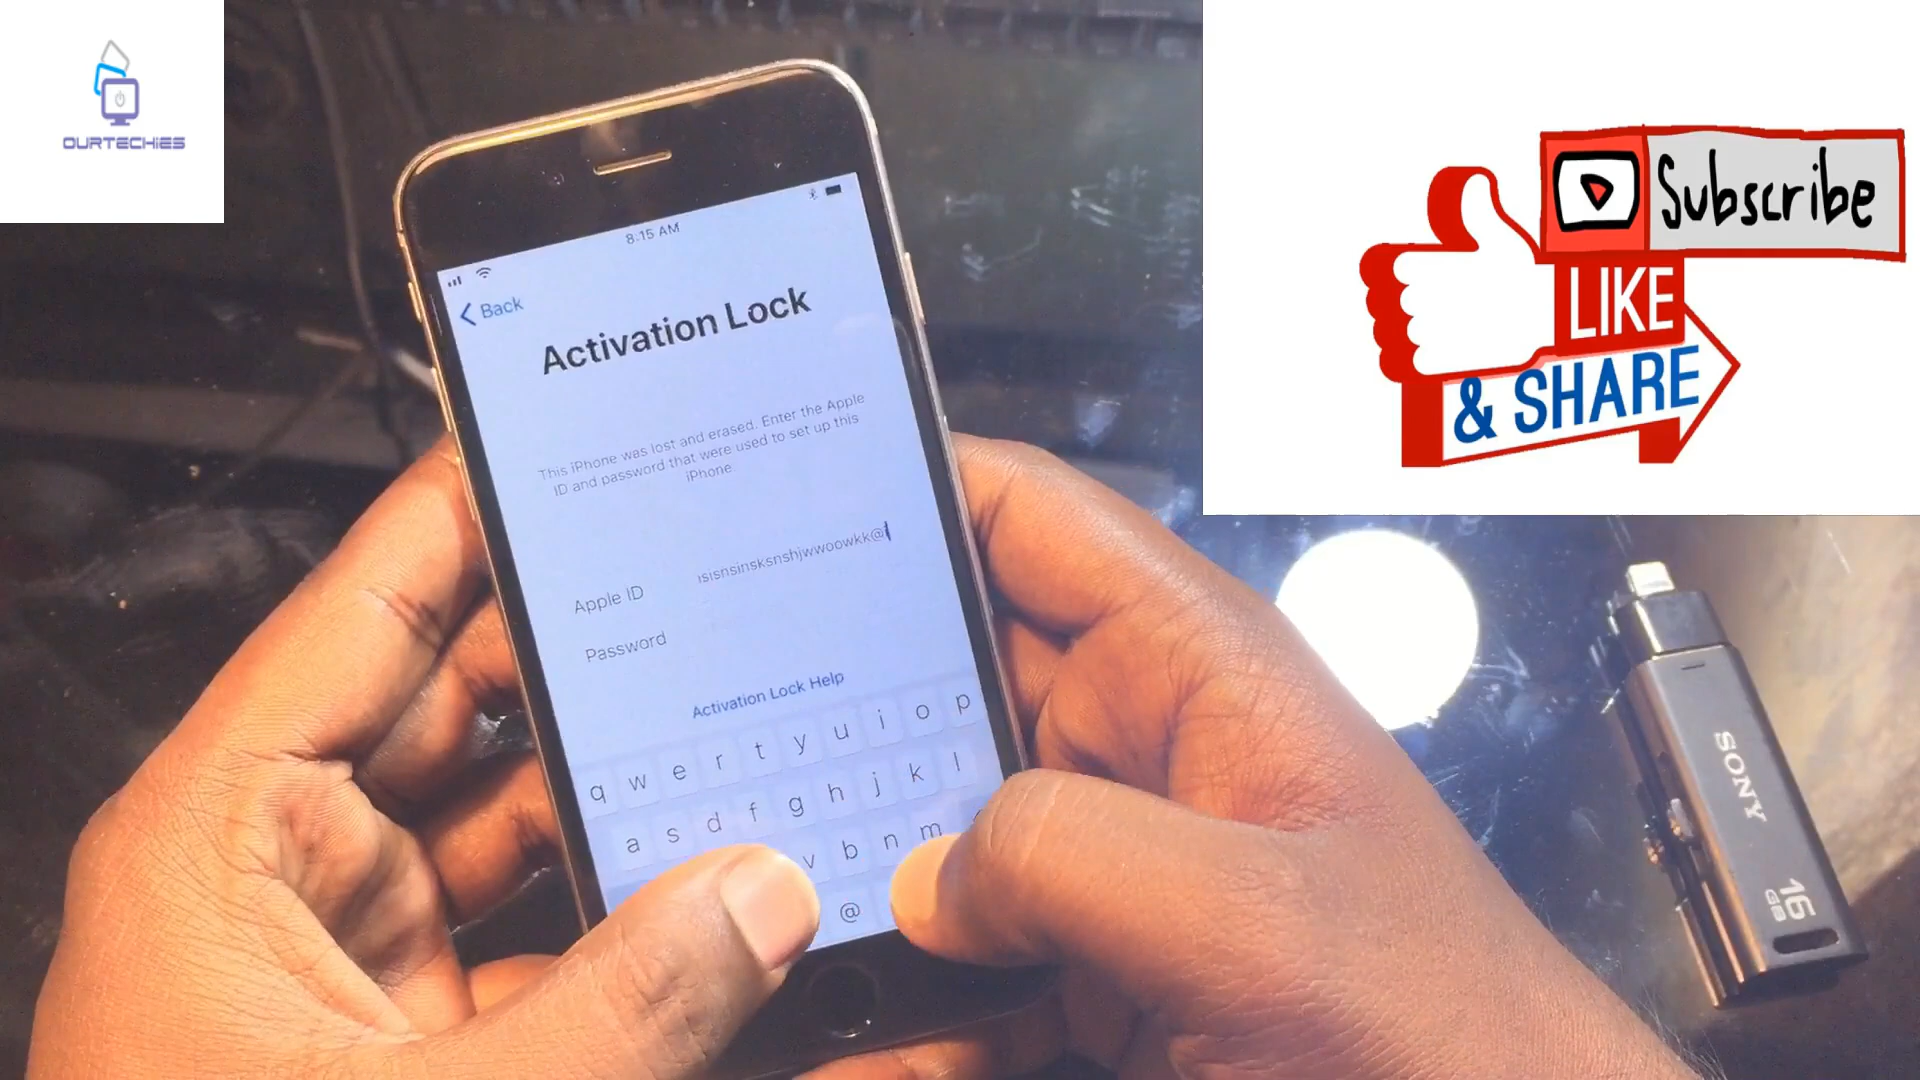 OURTECHIES
Subscribe
LIKE
& SHARE
8:15 AM
Back
Activation Lock
This iPhone was lost and erased. Enter the Apple
ID and password that were used to set up this
iPhone
Apple ID
sisnsinsksnshjwwoowkk@
Password
Activation Lock Help
q w e r t y u i o p
a s d f g h j k l
v b n m
@
SONY
16
GB